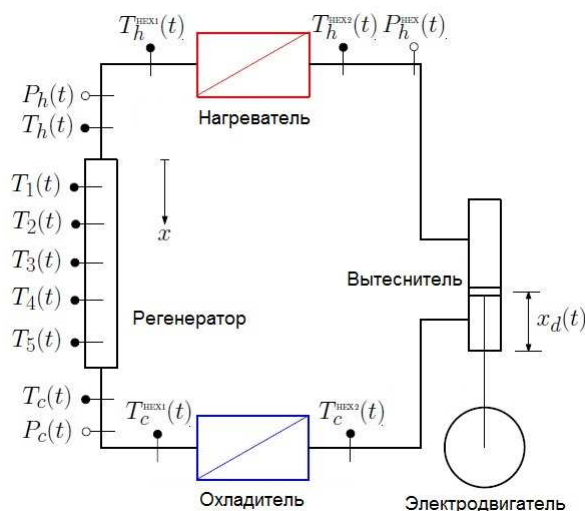 T_h^{HEX1}(t)
T_h^{HEX2}(t)
P_h^{HEX}(t)
P_h(t)
Нагреватель
T_h(t)
T_1(t)
T_2(t)
x
T_3(t)
Вытеснитель
T_4(t)
Регенератор
x_d(t)
T_5(t)
T_c(t)
T_c^{HEX1}(t)
T_c^{HEX2}(t)
P_c(t)
Охладитель
Электродвигатель